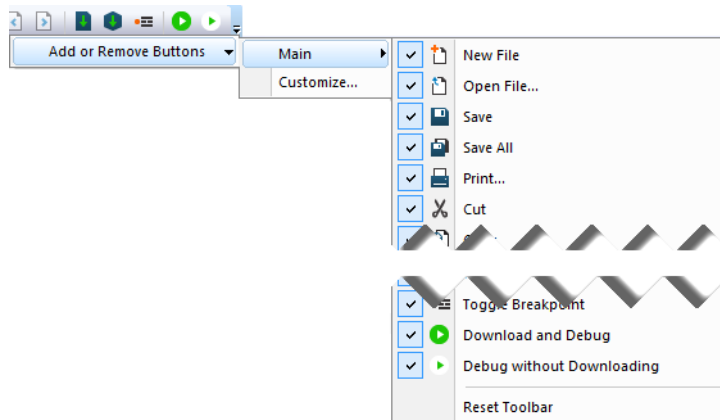 Add or Remove Buttons
Main
Customize...
New File
Open File...
Save
Save All
Print...
Cut
Toggle Breakpoint
Download and Debug
Debug without Downloading
Reset Toolbar